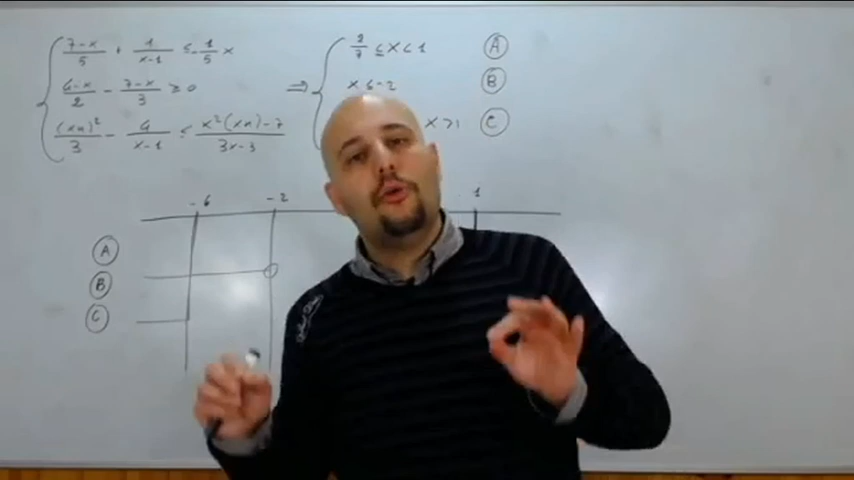 7-x/5 + 1/x-1 ≤ -1/5 x ⇒ 2/7 ≤ x < 1 (A)
4-x/2 - 7-x/3 ≥ 0 x ≤ -2 (B)
(x+1)²/3 - 4/x-1 ≤ x²(x+1)-7/3x-3 x > 1 (C)
-6 -2 1
A
B
C